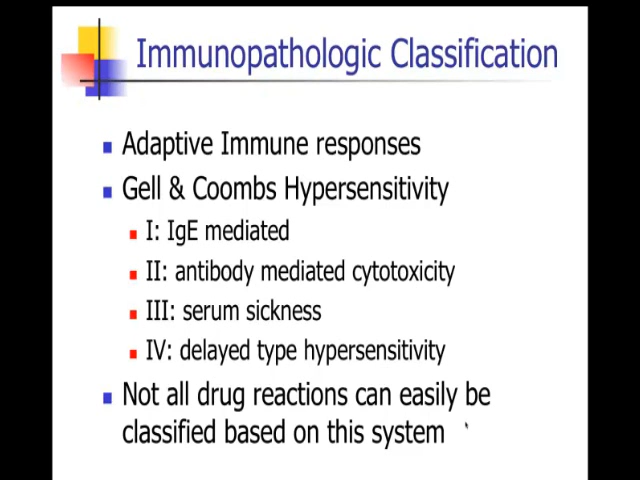 Immunopathologic Classification
Adaptive Immune responses
Gell & Coombs Hypersensitivity
I: IgE mediated
II: antibody mediated cytotoxicity
III: serum sickness
IV: delayed type hypersensitivity
Not all drug reactions can easily be
classified based on this system